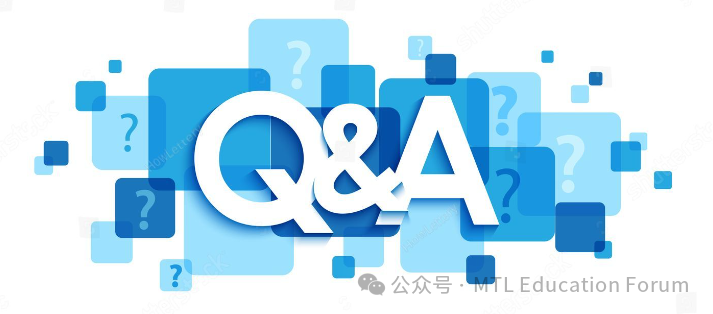 Q&A
公众号 · MTL Education Forum